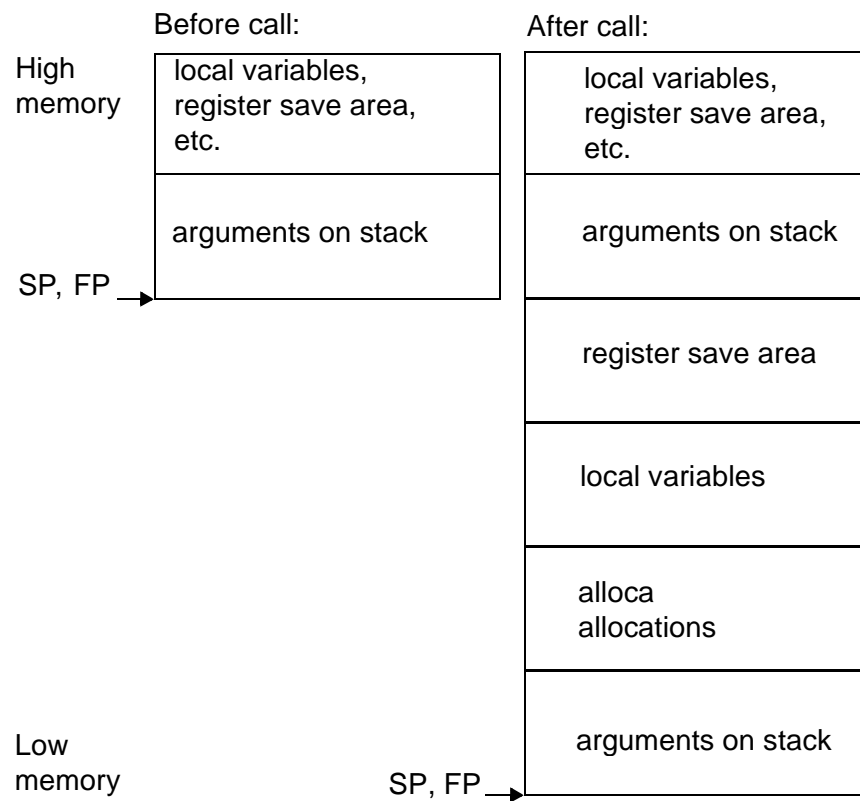 Before call:
High
memory
local variables,
register save area,
etc.
arguments on stack
SP, FP
After call:
local variables,
register save area,
etc.
arguments on stack
register save area
local variables
alloca
allocations
arguments on stack
Low
memory
SP, FP